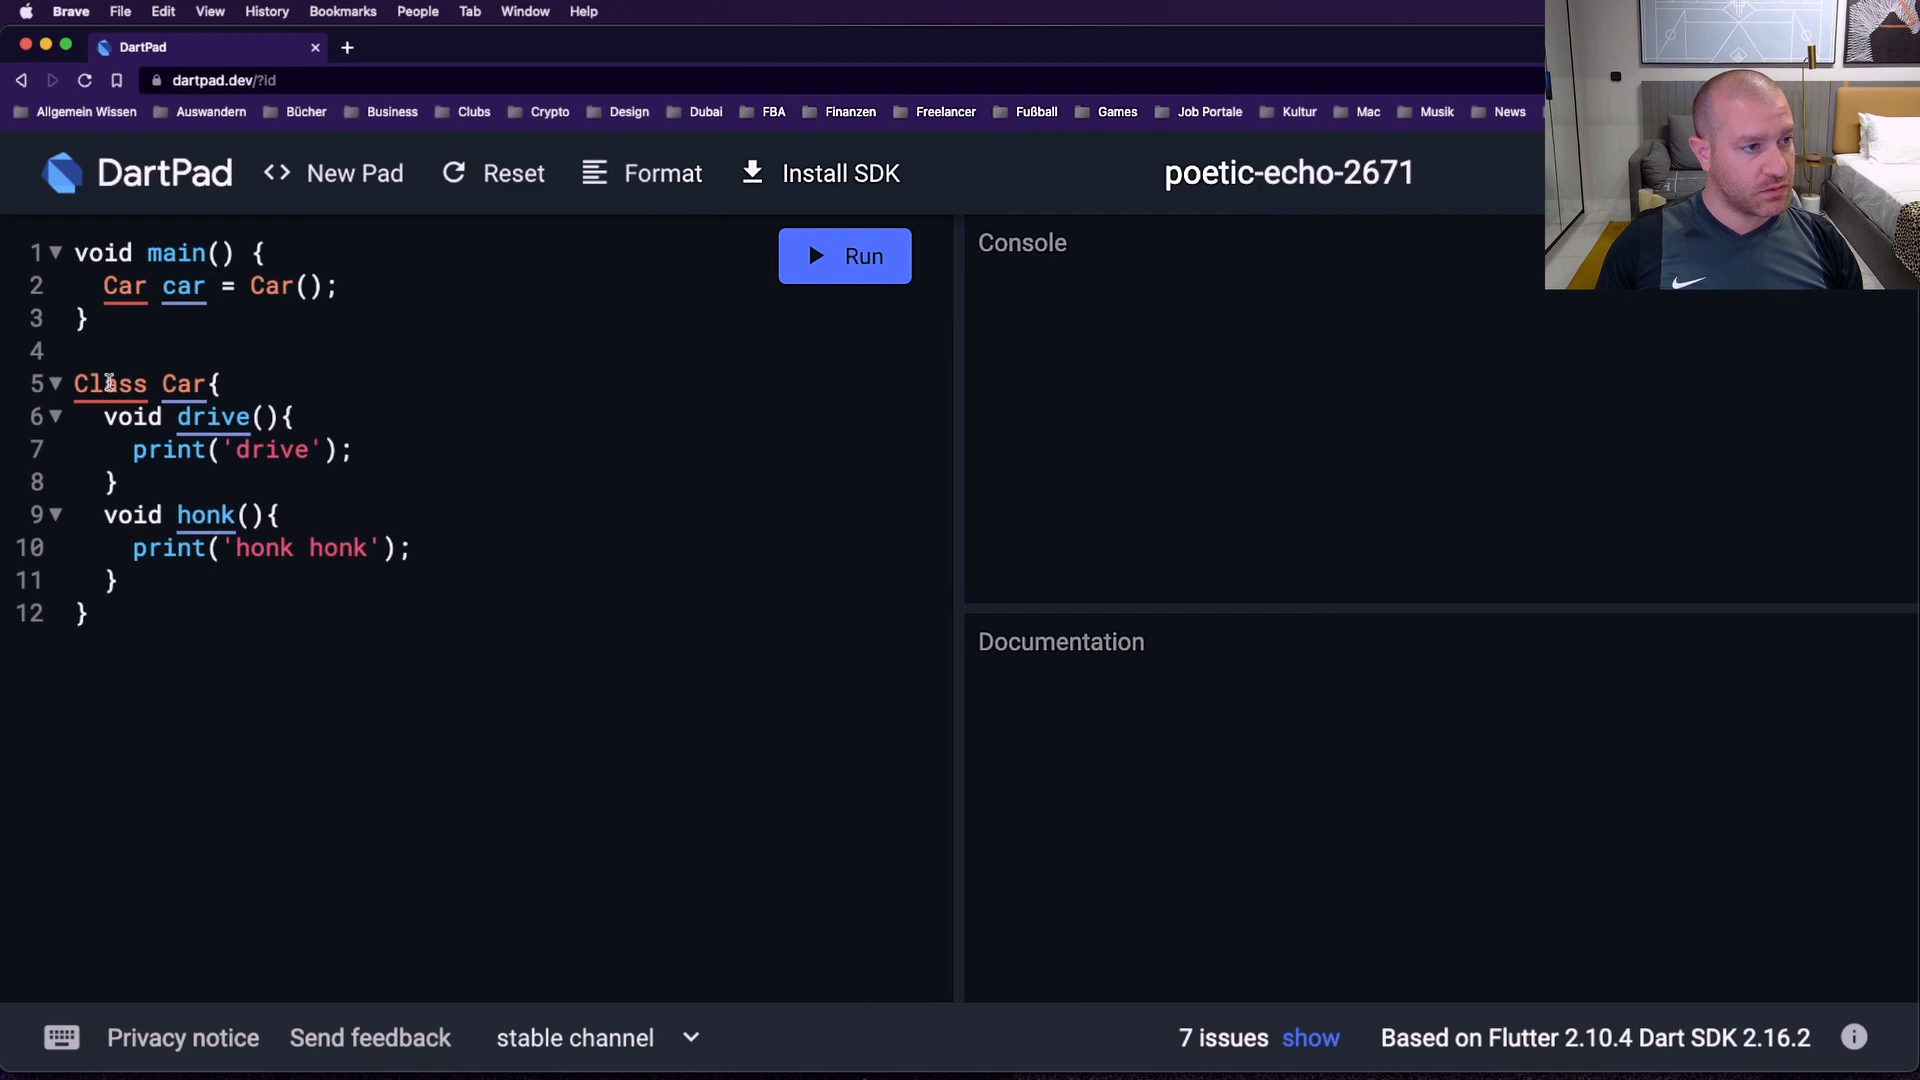 Brave File Edit View History Bookmarks People Tab Window Help
DartPad
dartpad.dev/?id
Allgemein Wissen Auswandern Bücher Business Clubs Crypto Design Dubai FBA Finanzen Freelancer Fußball Games Job Portale Kultur Mac Musik News
DartPad <> New Pad Reset Format Install SDK poetic-echo-2671
Run
Console
1 void main() {
2 Car car = Car();
3 }
4
5 Class Car{
6 void drive(){
7 print('drive');
8 }
9 void honk(){
10 print('honk honk');
11 }
12 }
Documentation
Privacy notice Send feedback stable channel 7 issues show Based on Flutter 2.10.4 Dart SDK 2.16.2